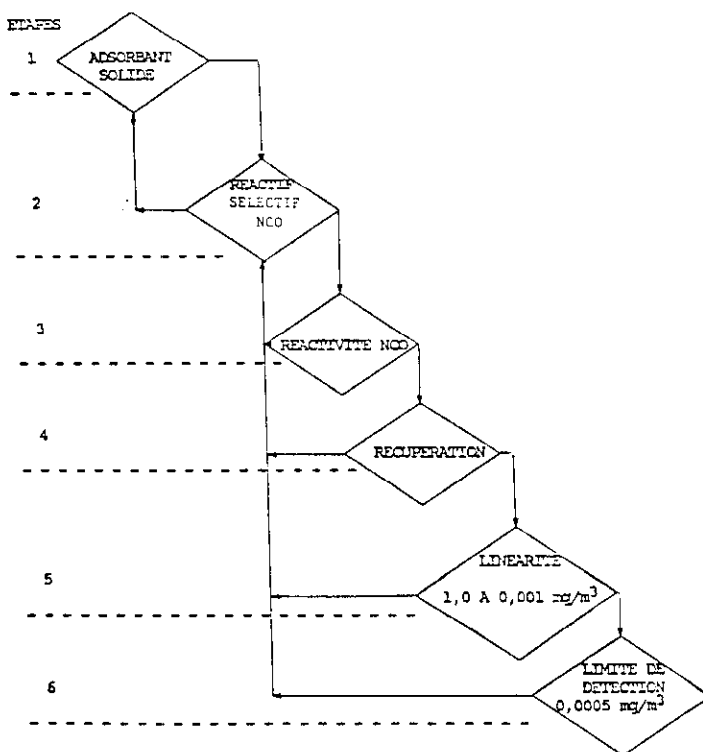 ETAPES
1
ADSORBANT
SOLIDE
2
REACTIF
SELECTIF
NCO
3
REACTIVITE NCO
4
RECUPERATION
5
LINEARITE
1,0 A 0,001 mg/m³
6
LIMITE DE
DETECTION
0,0005 mg/m³